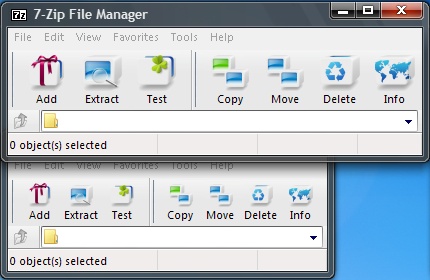 7-Zip File Manager
File Edit View Favorites Tools Help
Add Extract Test Copy Move Delete Info
0 object(s) selected
File Edit View Favorites Tools Help
Add Extract Test Copy Move Delete Info
0 object(s) selected